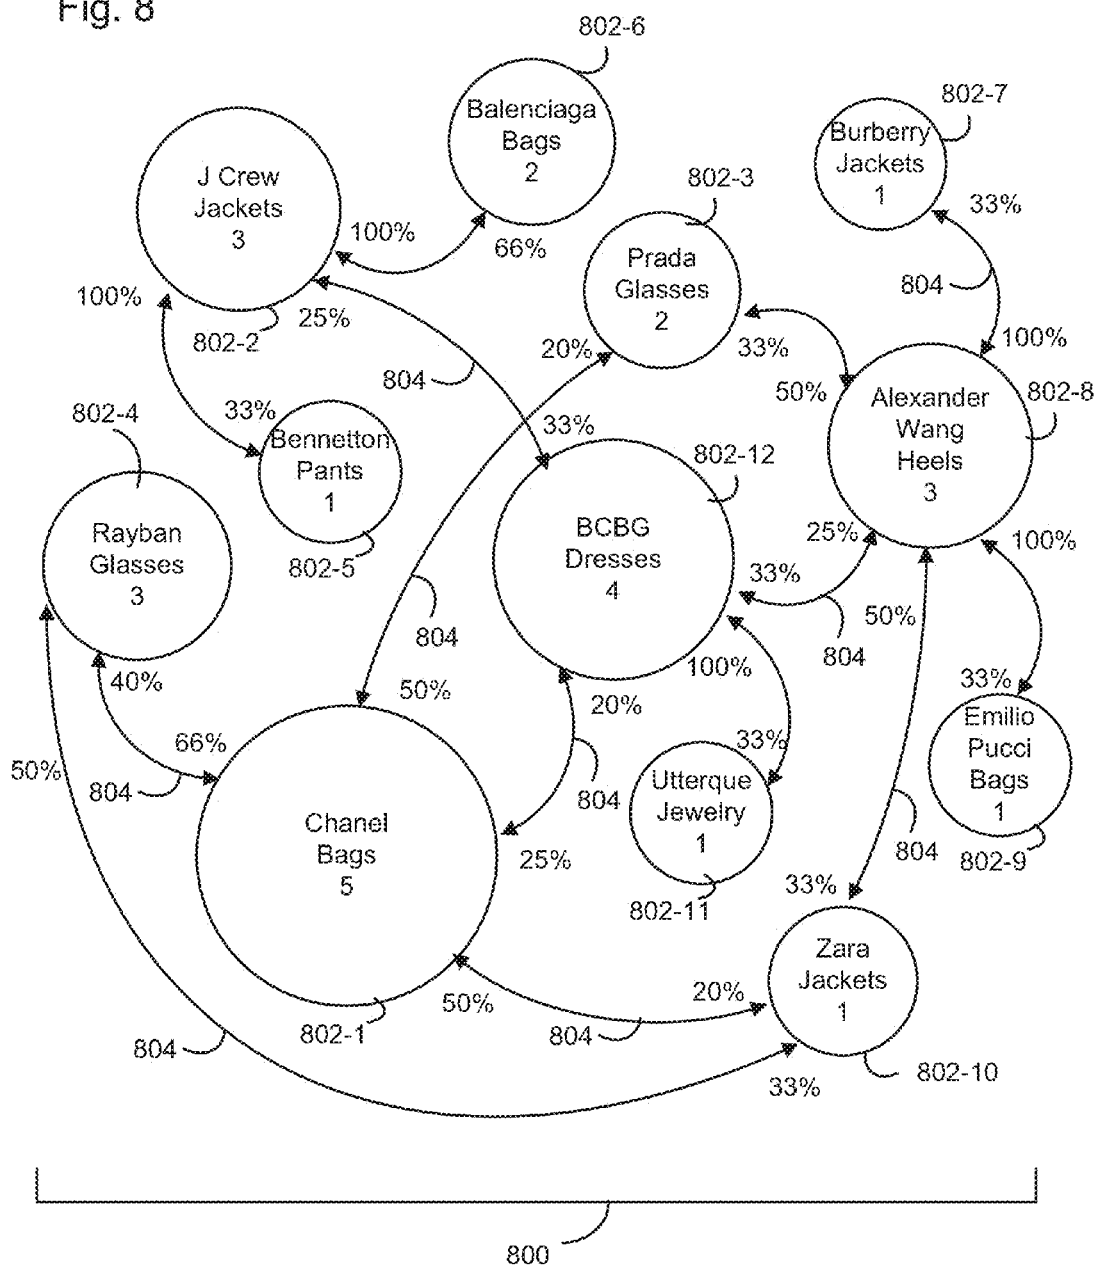 Fig. 8
802-6
Balenciaga
Bags
2
802-7
Burberry
Jackets
1
J Crew
Jackets
3
802-3
Prada
Glasses
2
100%
66%
33%
804
100%
25%
802-2
804
20%
33%
100%
50%
Alexander
Wang
Heels
3
802-8
802-4
33%
Bennetton
Pants
1
802-5
33%
802-12
BCBG
Dresses
4
Rayban
Glasses
3
25%
33%
804
100%
50%
804
40%
50%
20%
100%
33%
Emilio
Pucci
Bags
1
802-9
66%
50%
804
804
33%
Utterque
Jewelry
1
802-11
Chanel
Bags
5
25%
804
33%
Zara
Jackets
1
802-10
802-1
50%
20%
804
804
33%
800